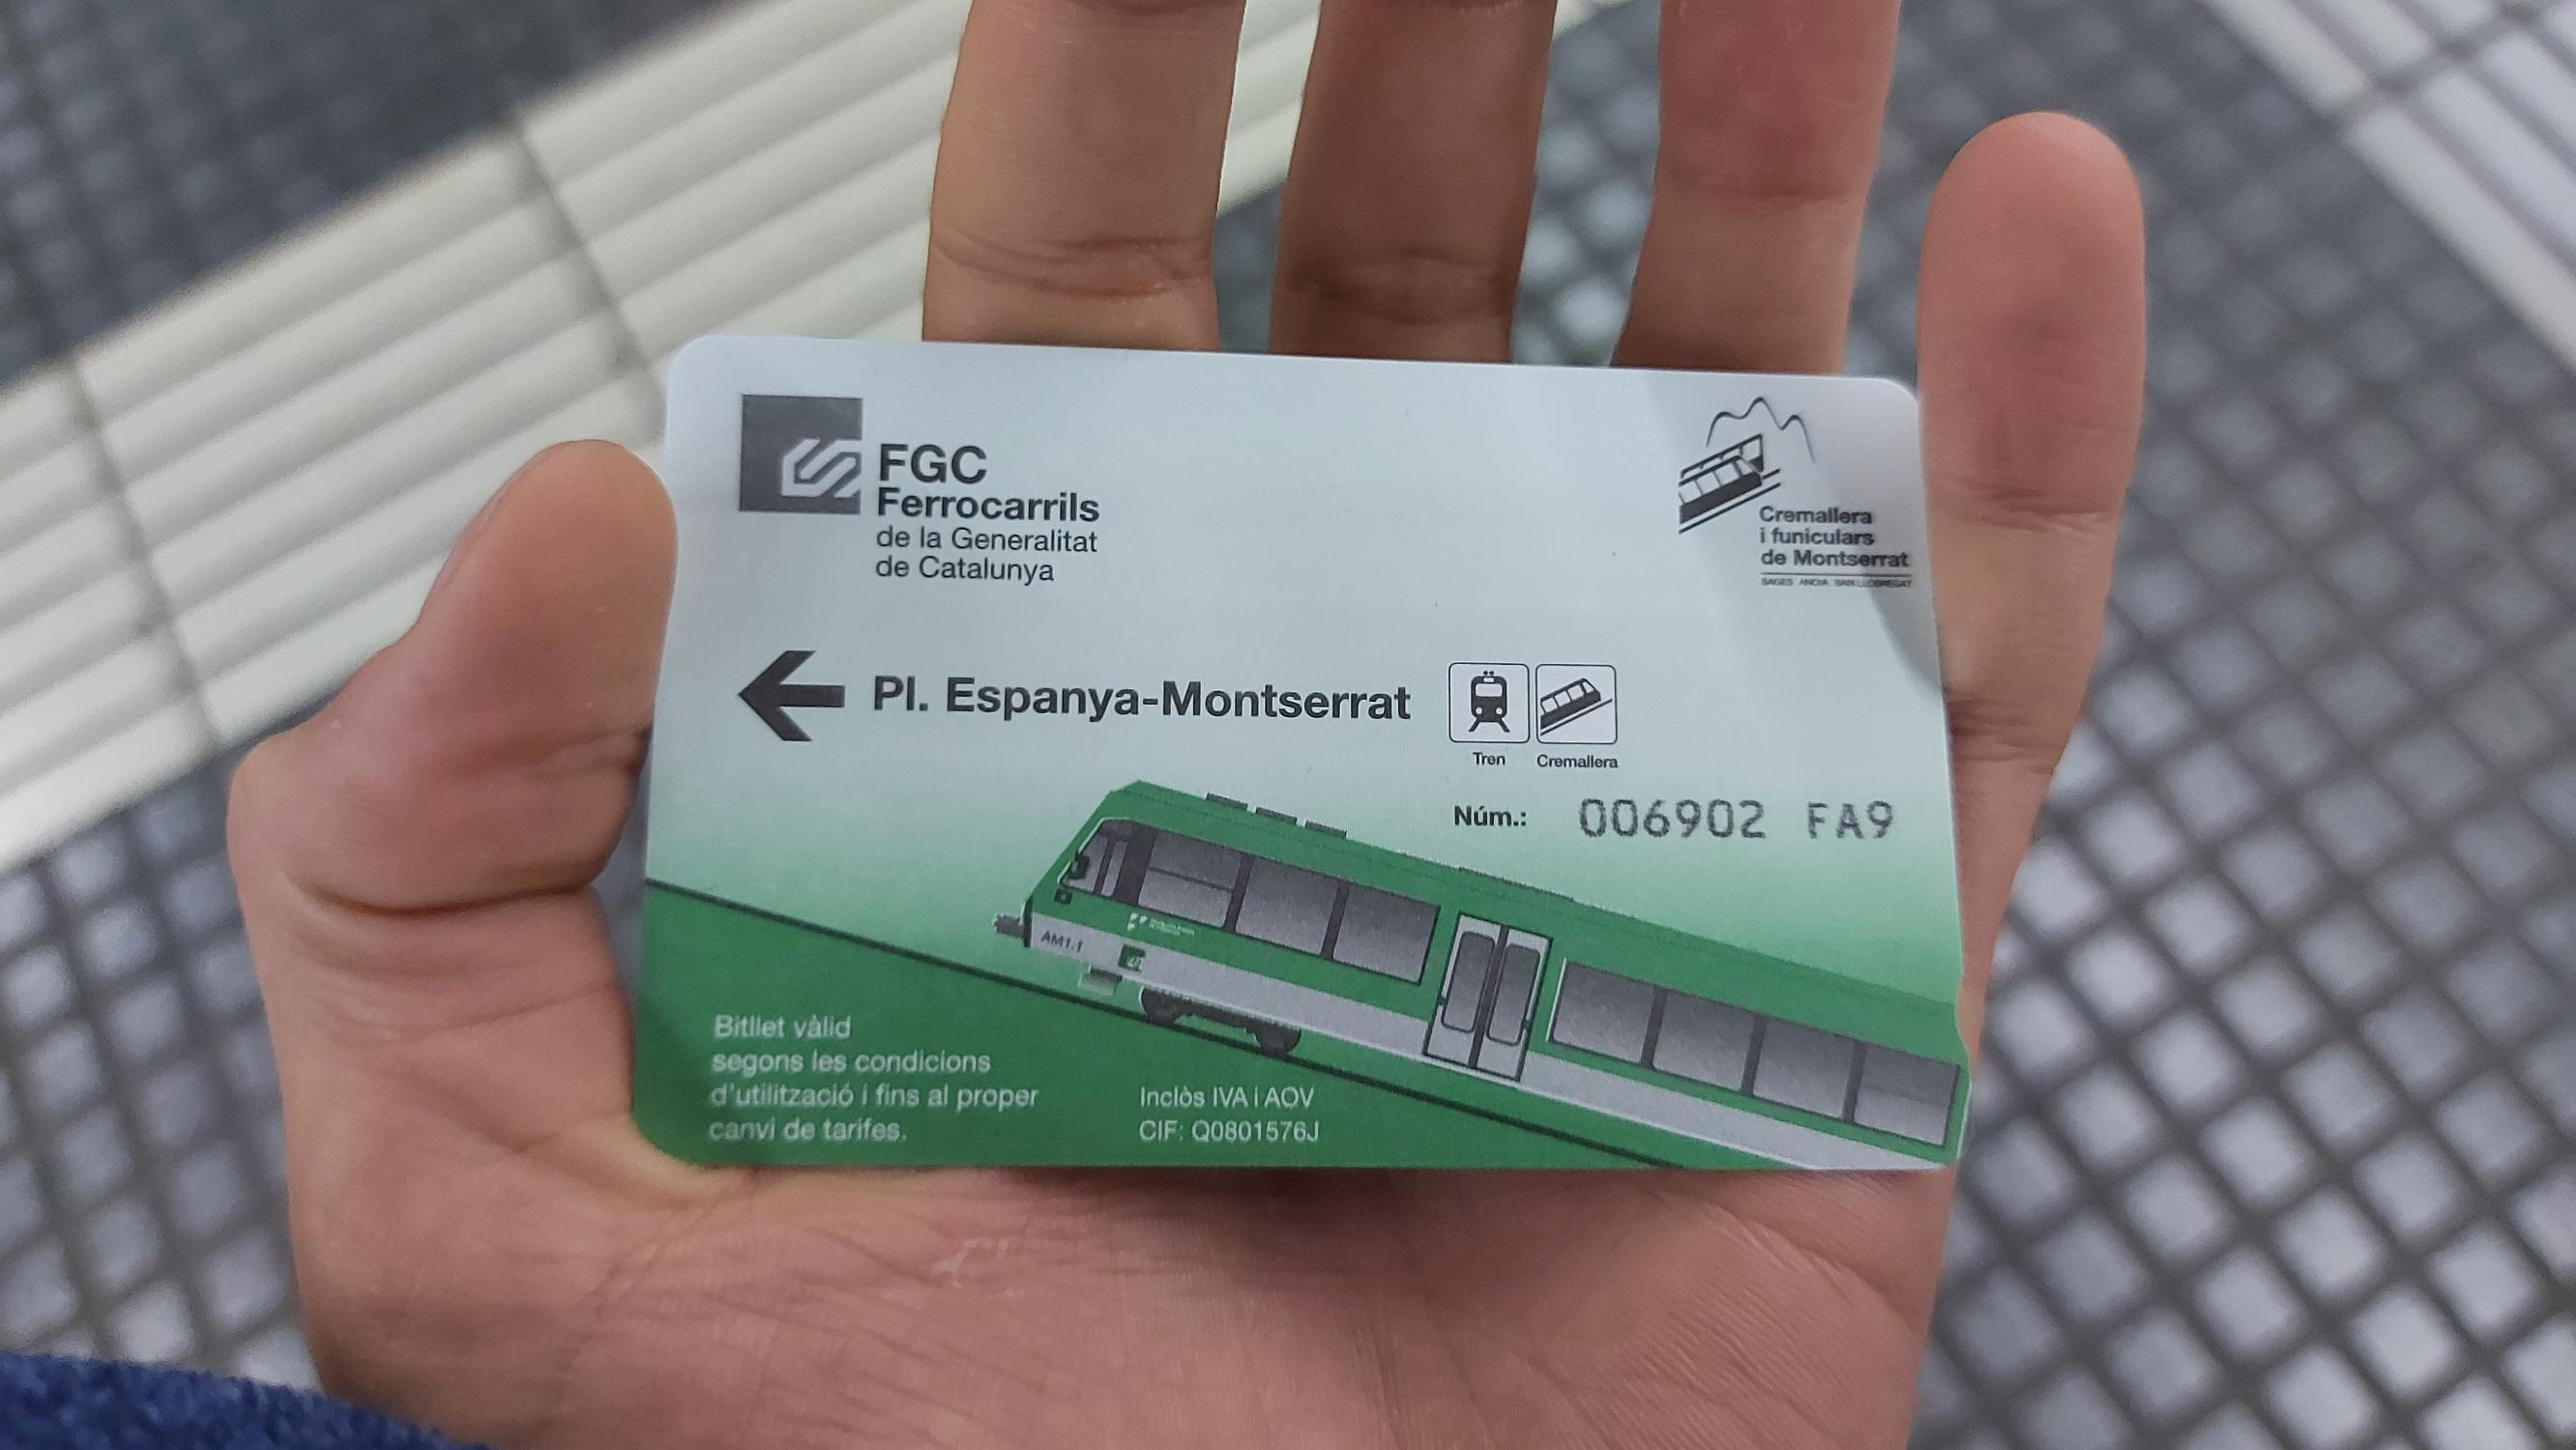 FGC
Ferrocarrils
de la Generalitat
de Catalunya
Cremallera
i funiculars
de Montserrat
Pl. Espanya-Montserrat
Tren
Cremallera
Núm.: 006902 FA9
AM1.1
Bitllet vàlid
segons les condicions
d'utilització i fins al proper
canvi de tarifes.
Inclòs IVA i AOV
CIF: Q0801576J